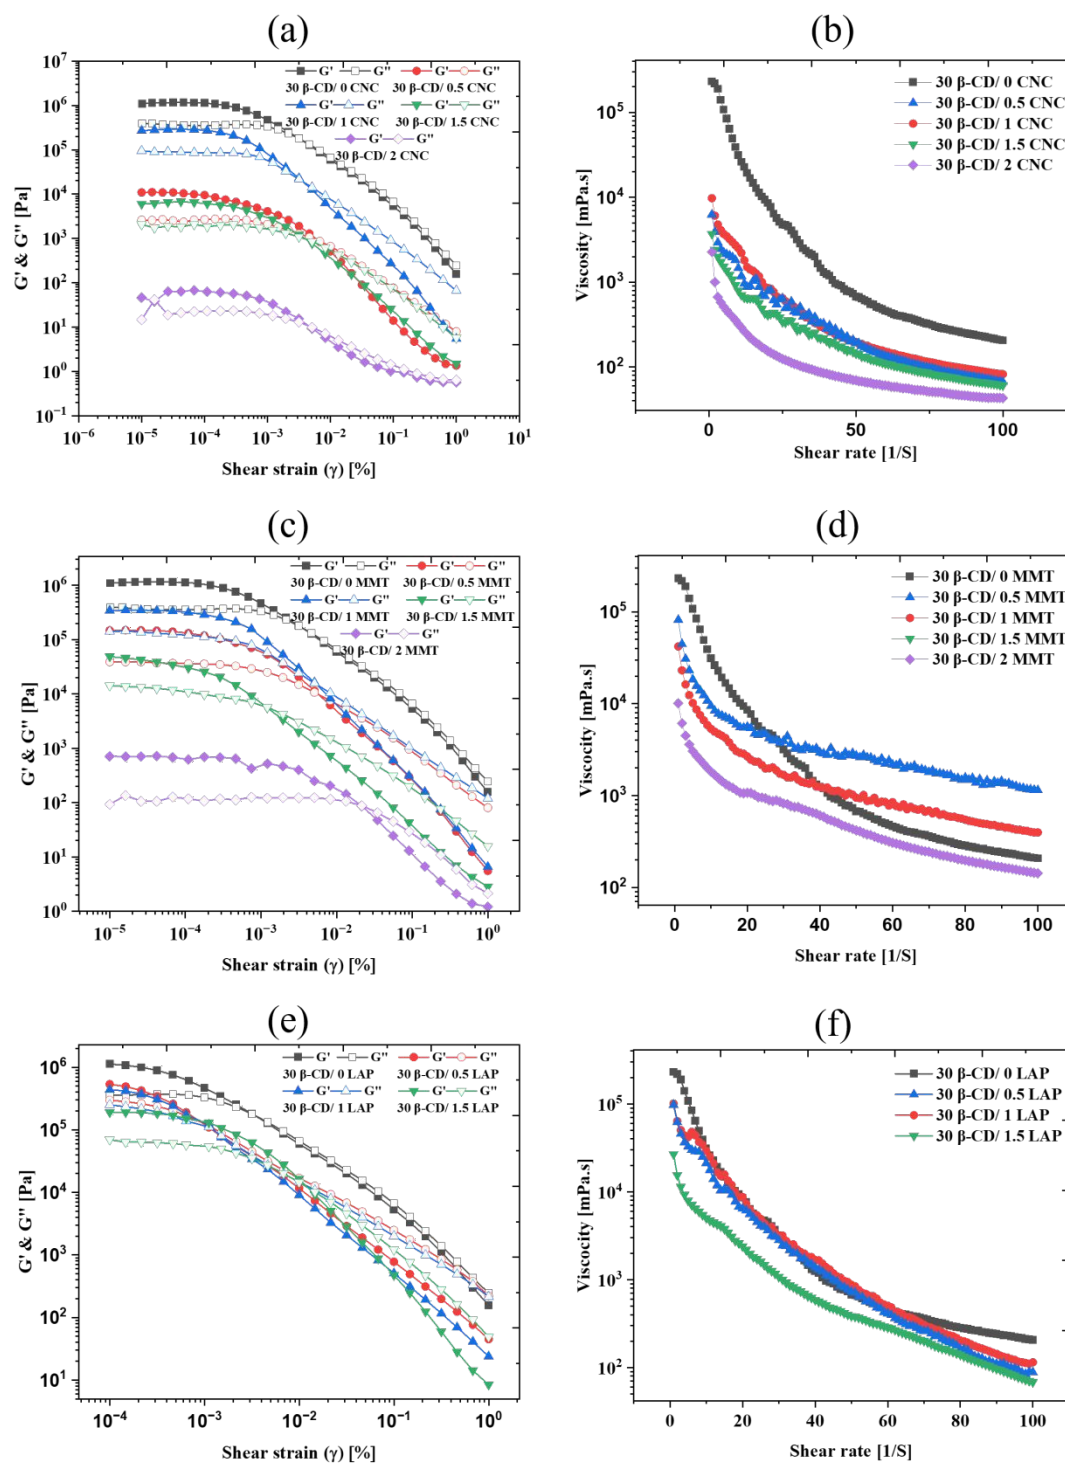 (a)
10⁷
10⁶
10⁵
10⁴
10³
10²
10¹
10⁰
10⁻¹
G' & G'' [Pa]
G' G'' G' G''
30 β-CD/ 0 CNC 30 β-CD/ 0.5 CNC
G' G'' G' G''
30 β-CD/ 1 CNC 30 β-CD/ 1.5 CNC
G' G''
30 β-CD/ 2 CNC
10⁻⁶ 10⁻⁵ 10⁻⁴ 10⁻³ 10⁻² 10⁻¹ 10⁰ 10¹
Shear strain (γ) [%]
(b)
10⁵
10⁴
10³
10²
Viscosity [mPa.s]
30 β-CD/ 0 CNC
30 β-CD/ 0.5 CNC
30 β-CD/ 1 CNC
30 β-CD/ 1.5 CNC
30 β-CD/ 2 CNC
0 50 100
Shear rate [1/S]
(c)
10⁶
10⁵
10⁴
10³
10²
10¹
10⁰
G' & G'' [Pa]
G' G'' G' G''
30 β-CD/ 0 MMT 30 β-CD/ 0.5 MMT
G' G'' G' G''
30 β-CD/ 1 MMT 30 β-CD/ 1.5 MMT
G' G''
30 β-CD/ 2 MMT
10⁻⁵ 10⁻⁴ 10⁻³ 10⁻² 10⁻¹ 10⁰
Shear strain (γ) [%]
(d)
10⁵
10⁴
10³
10²
Viscocity [mPa.s]
30 β-CD/ 0 MMT
30 β-CD/ 0.5 MMT
30 β-CD/ 1 MMT
30 β-CD/ 1.5 MMT
30 β-CD/ 2 MMT
0 20 40 60 80 100
Shear rate [1/S]
(e)
10⁶
10⁵
10⁴
10³
10²
10¹
G' & G'' [Pa]
G' G'' G' G''
30 β-CD/ 0 LAP 30 β-CD/ 0.5 LAP
G' G'' G' G''
30 β-CD/ 1 LAP 30 β-CD/ 1.5 LAP
10⁻⁴ 10⁻³ 10⁻² 10⁻¹ 10⁰
Shear strain (γ) [%]
(f)
10⁵
10⁴
10³
10²
Viscocity [mPa.s]
30 β-CD/ 0 LAP
30 β-CD/ 0.5 LAP
30 β-CD/ 1 LAP
30 β-CD/ 1.5 LAP
0 20 40 60 80 100
Shear rate [1/S]